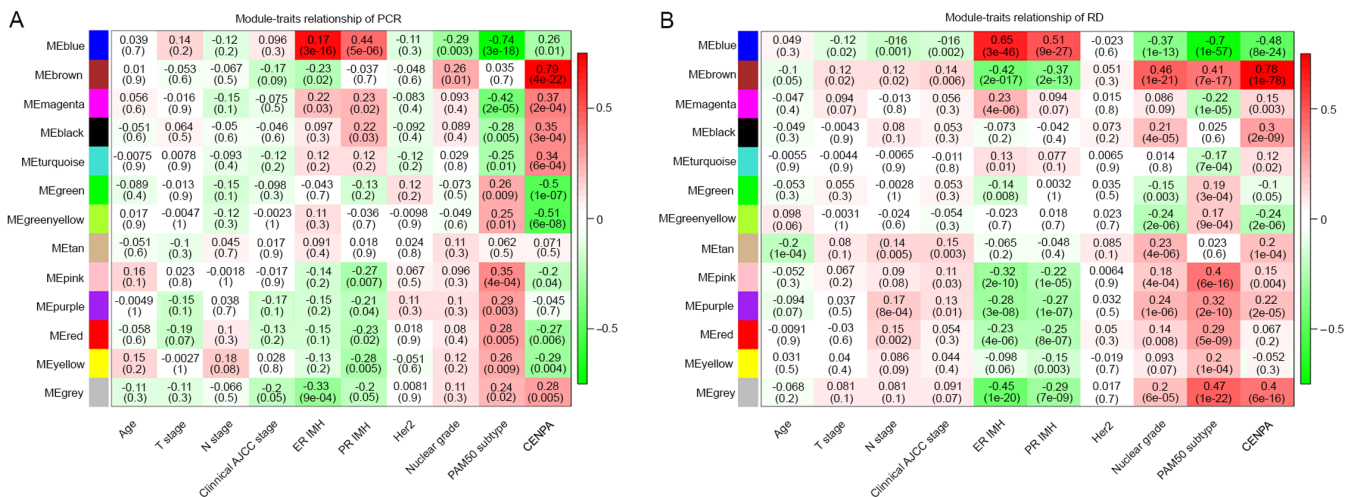 A
Module-traits relationship of PCR
MEblue
0.039 0.14 -0.12 0.096 0.17 0.44 -0.11 -0.29 -0.74 0.26
(0.7) (0.2) (0.2) (0.3) (3e-16) (5e-06) (0.3) (0.003) (3e-18) (0.01)
MEbrown
0.01 -0.053 -0.067 -0.17 -0.23 -0.037 -0.048 0.26 0.035 0.79
(0.9) (0.6) (0.5) (0.09) (0.02) (0.7) (0.6) (0.01) (0.7) (4e-22)
MEmagenta
0.056 -0.016 -0.15 -0.075 0.22 0.23 -0.083 0.093 -0.42 0.37
(0.6) (0.9) (0.1) (0.5) (0.03) (0.02) (0.4) (0.4) (2e-05) (2e-04)
MEblack
-0.051 0.064 -0.05 -0.046 0.097 0.22 -0.092 0.089 -0.28 0.35
(0.6) (0.5) (0.6) (0.6) (0.3) (0.03) (0.4) (0.4) (0.005) (3e-04)
MEturquoise
-0.0075 0.0078 -0.093 -0.12 0.12 0.12 -0.12 0.029 -0.25 0.34
(0.9) (0.9) (0.4) (0.2) (0.2) (0.2) (0.2) (0.8) (0.01) (6e-04)
MEgreen
-0.089 -0.013 -0.15 -0.098 -0.043 -0.13 0.12 -0.073 0.26 -0.5
(0.4) (0.9) (0.1) (0.3) (0.7) (0.2) (0.2) (0.5) (0.009) (1e-07)
MEgreenyellow
0.017 -0.0047 -0.12 -0.0023 0.11 -0.036 -0.0098 -0.049 0.25 -0.51
(0.9) (1) (0.3) (1) (0.3) (0.7) (0.9) (0.6) (0.01) (6e-08)
MEtan
-0.051 -0.1 0.045 0.017 0.091 0.018 0.024 0.11 0.062 0.071
(0.6) (0.3) (0.7) (0.9) (0.4) (0.9) (0.8) (0.3) (0.5) (0.5)
MEpink
0.16 0.023 -0.0018 -0.017 -0.14 -0.27 0.067 0.096 0.35 -0.2
(0.1) (0.8) (1) (0.9) (0.2) (0.007) (0.5) (0.3) (4e-04) (0.04)
MEpurple
-0.0049 -0.15 0.038 -0.17 -0.15 -0.21 0.11 0.1 0.29 -0.045
(1) (0.1) (0.7) (0.1) (0.2) (0.04) (0.3) (0.3) (0.003) (0.7)
MEred
-0.058 -0.19 0.1 -0.13 -0.15 -0.23 0.018 0.08 0.28 -0.27
(0.6) (0.07) (0.3) (0.2) (0.1) (0.02) (0.9) (0.4) (0.005) (0.006)
MEyellow
0.15 -0.0027 0.18 0.028 -0.13 -0.28 -0.051 0.12 0.26 -0.29
(0.2) (1) (0.08) (0.8) (0.2) (0.005) (0.6) (0.2) (0.009) (0.004)
MEgrey
-0.11 -0.11 -0.066 -0.2 -0.33 -0.2 0.0081 0.11 0.24 0.28
(0.3) (0.3) (0.5) (0.05) (9e-04) (0.05) (0.9) (0.3) (0.02) (0.005)
Age
T stage
N stage
Clinnical AJCC stage
ER IMH
PR IMH
Her2
Nuclear grade
PAM50 subtype
CENPA
0.5
0
−0.5
B
Module-traits relationship of RD
MEblue
0.049 -0.12 -016 -016 0.65 0.51 -0.023 -0.37 -0.7 -0.48
(0.3) (0.02) (0.001) (0.002) (3e-46) (9e-27) (0.6) (1e-13) (1e-57) (8e-24)
MEbrown
-0.1 0.12 0.12 0.14 -0.42 -0.37 0.051 0.46 0.41 0.78
(0.05) (0.02) (0.02) (0.006) (2e-017) (2e-13) (0.3) (1e-21) (7e-17) (1e-78)
MEmagenta
-0.047 0.094 -0.013 0.056 0.23 0.094 0.015 0.086 -0.22 0.15
(0.4) (0.07) (0.8) (0.3) (4e-06) (0.07) (0.8) (0.09) (1e-05) (0.003)
MEblack
-0.049 -0.0043 0.08 0.053 -0.073 -0.042 0.073 0.21 0.025 0.3
(0.3) (0.9) (0.1) (0.3) (0.2) (0.4) (0.2) (4e-05) (0.6) (2e-09)
MEturquoise
-0.0055 -0.0044 -0.0065 -0.011 0.13 0.077 0.0065 0.014 -0.17 0.12
(0.9) (0.9) (0.9) (0.8) (0.01) (0.1) (0.9) (0.8) (7e-04) (0.02)
MEgreen
-0.053 0.055 -0.0028 0.053 -0.14 0.0032 0.035 -0.15 0.19 -0.1
(0.3) (0.3) (1) (0.3) (0.008) (1) (0.5) (0.003) (3e-04) (0.05)
MEgreenyellow
0.098 -0.0031 -0.024 -0.054 -0.023 0.018 0.023 -0.24 0.17 -0.24
(0.06) (1) (0.6) (0.3) (0.7) (0.7) (0.7) (2e-06) (9e-04) (2e-06)
MEtan
-0.2 0.08 0.14 0.15 -0.065 -0.048 0.085 0.23 0.023 0.2
(1e-04) (0.1) (0.005) (0.003) (0.2) (0.4) (0.1) (4e-06) (0.6) (1e-04)
MEpink
-0.052 0.067 0.09 0.11 -0.32 -0.22 0.0064 0.18 0.4 0.15
(0.3) (0.2) (0.08) (0.03) (2e-10) (1e-05) (0.9) (4e-04) (6e-16) (0.004)
MEpurple
-0.094 0.037 0.17 0.13 -0.28 -0.27 0.032 0.24 0.32 0.22
(0.07) (0.5) (8e-04) (0.01) (3e-08) (1e-07) (0.5) (1e-06) (2e-10) (2e-05)
MEred
-0.0091 -0.03 0.15 0.054 -0.23 -0.25 0.05 0.14 0.29 0.067
(0.9) (0.6) (0.002) (0.3) (4e-06) (8e-07) (0.3) (0.008) (5e-09) (0.2)
MEyellow
0.031 0.04 0.086 0.044 -0.098 -0.15 -0.019 0.093 0.2 -0.052
(0.5) (0.4) (0.09) (0.4) (0.06) (0.003) (0.7) (0.07) (1e-04) (0.3)
MEgrey
-0.068 0.081 0.081 0.091 -0.45 -0.29 0.017 0.2 0.47 0.4
(0.2) (0.1) (0.1) (0.07) (1e-20) (7e-09) (0.7) (6e-05) (1e-22) (6e-16)
Age
T stage
N stage
Clinnical AJCC stage
ER IMH
PR IMH
Her2
Nuclear grade
PAM50 subtype
CENPA
0.5
0
−0.5